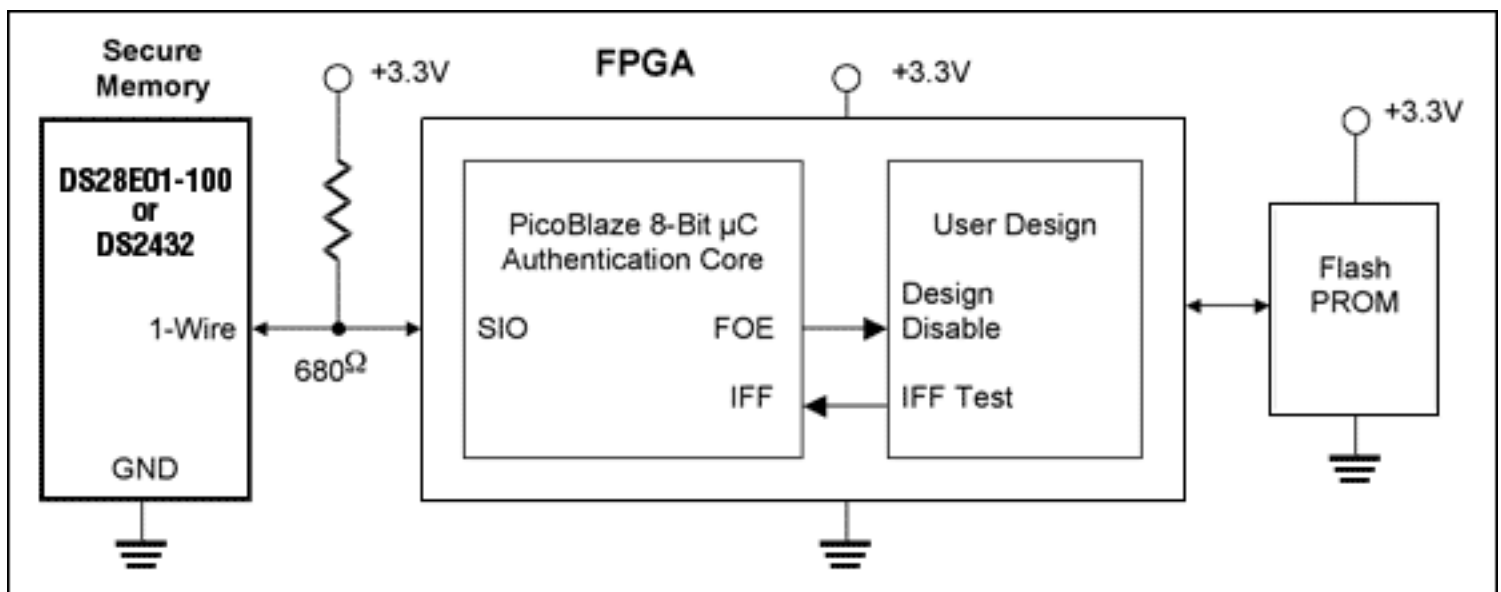 Secure
Memory
DS28E01-100
or
DS2432
1-Wire
GND
+3.3V
680Ω
FPGA
+3.3V
PicoBlaze 8-Bit µC
Authentication Core
SIO
FOE
IFF
User Design
Design
Disable
IFF Test
+3.3V
Flash
PROM